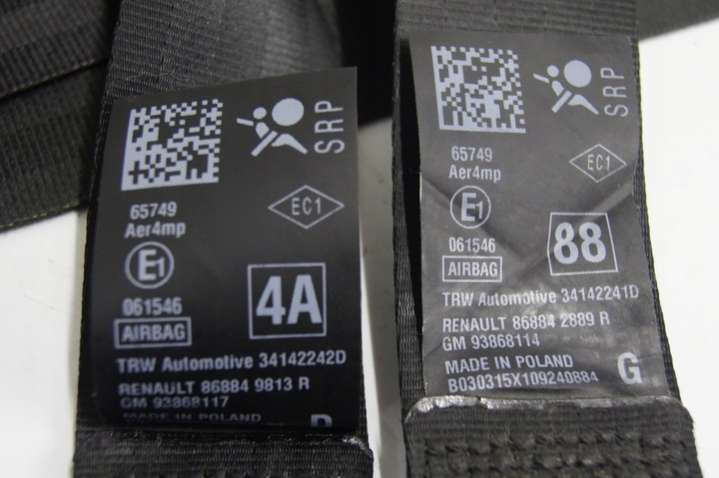 SRP
65749
Aer4mp
EC1
E1
061546
4A
AIRBAG
TRW Automotive 34142242D
RENAULT 86884 9813 R
GM 93868117
MADE IN POLAND
SRP
65749
Aer4mp
EC1
E1
061546
88
AIRBAG
TRW Automotive 34142241D
RENAULT 86884 2889 R
GM 93868114
MADE IN POLAND
B030315X109240884
G